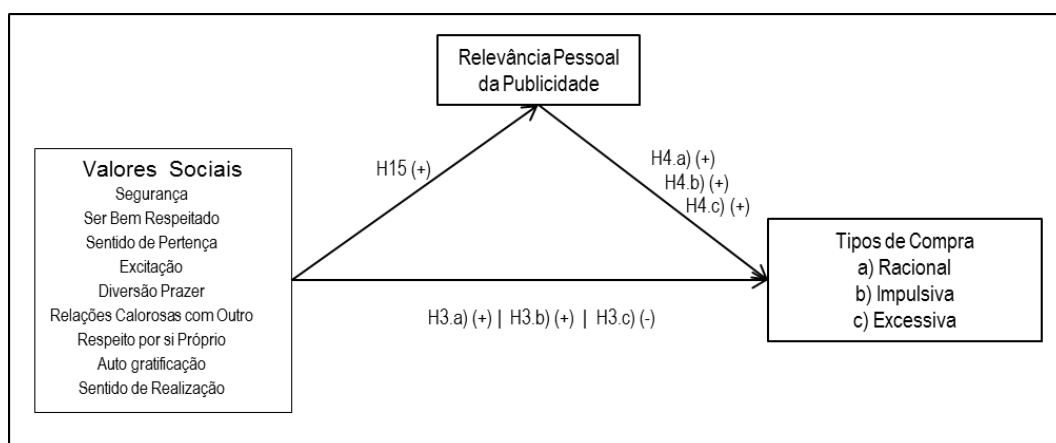 Relevância Pessoal
da Publicidade
H15 (+)
H4.a) (+)
H4.b) (+)
H4.c) (+)
Valores Sociais
Segurança
Ser Bem Respeitado
Sentido de Pertença
Excitação
Diversão Prazer
Relações Calorosas com Outro
Respeito por si Próprio
Auto gratificação
Sentido de Realização
Tipos de Compra
a) Racional
b) Impulsiva
c) Excessiva
H3.a) (+) | H3.b) (+) | H3.c) (-)